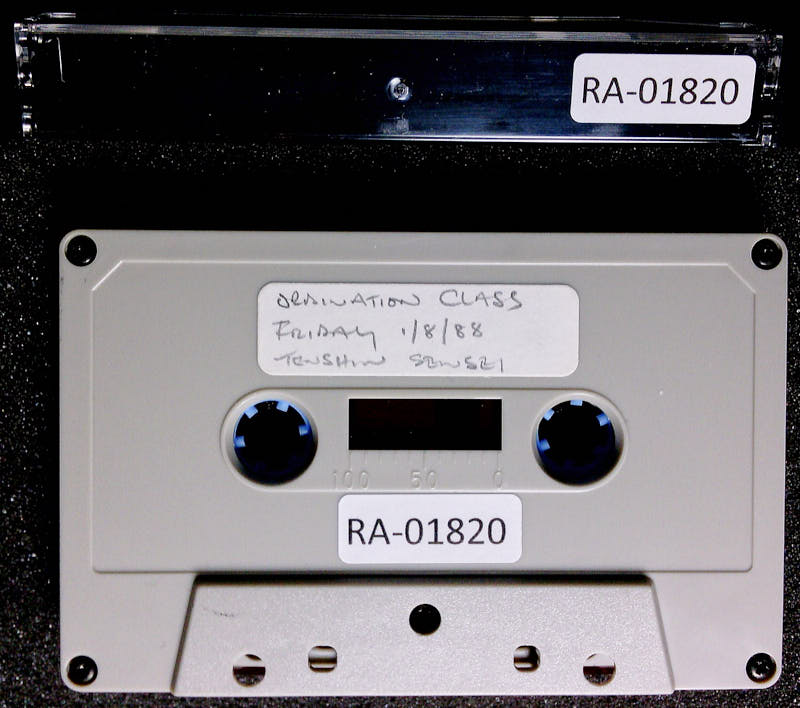 RA-01820
ORDINATION CLASS
FRIDAY 1/8/88
TENSHIN SENSEI
100 50 0
RA-01820